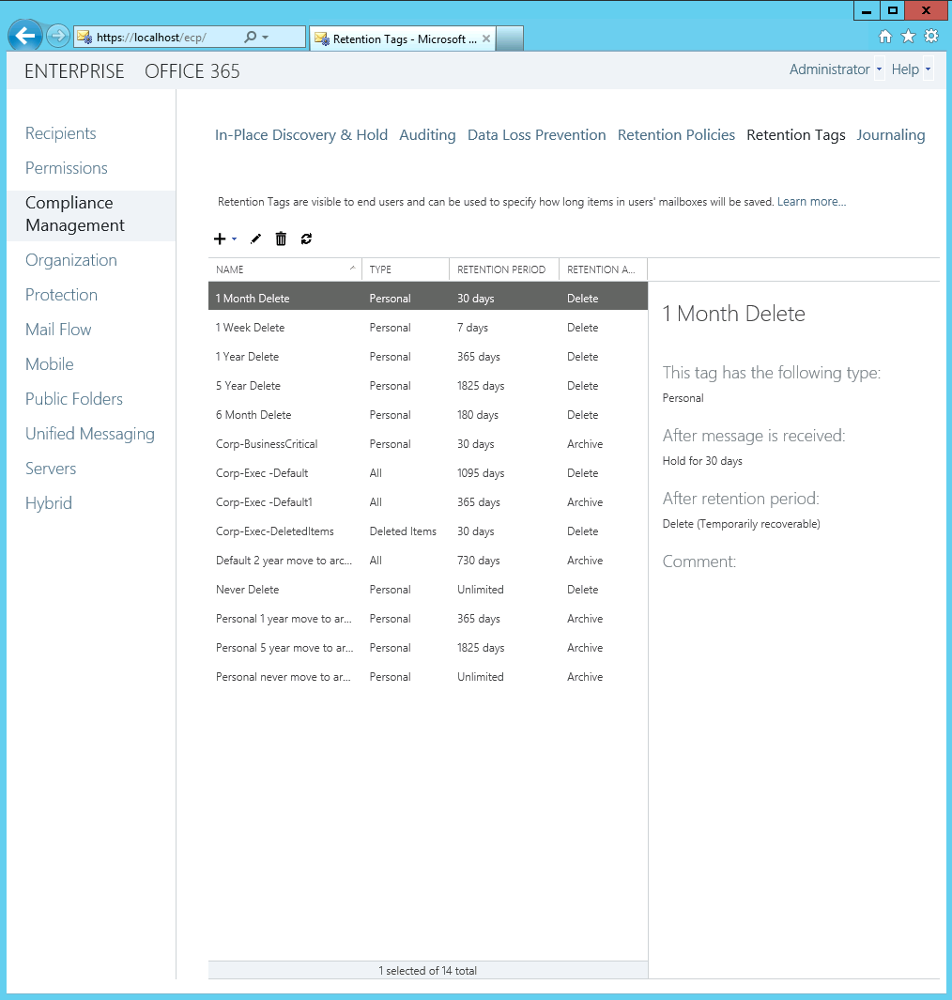 https://localhost/ecp/
Retention Tags - Microsoft ...
ENTERPRISE OFFICE 365
Administrator Help
Recipients
Permissions
Compliance
Management
Organization
Protection
Mail Flow
Mobile
Public Folders
Unified Messaging
Servers
Hybrid
In-Place Discovery & Hold Auditing Data Loss Prevention Retention Policies Retention Tags Journaling
Retention Tags are visible to end users and can be used to specify how long items in users' mailboxes will be saved. Learn more...
NAME TYPE RETENTION PERIOD RETENTION A...
1 Month Delete Personal 30 days Delete
1 Week Delete Personal 7 days Delete
1 Year Delete Personal 365 days Delete
5 Year Delete Personal 1825 days Delete
6 Month Delete Personal 180 days Delete
Corp-BusinessCritical Personal 30 days Archive
Corp-Exec -Default All 1095 days Delete
Corp-Exec -Default1 All 365 days Archive
Corp-Exec-DeletedItems Deleted Items 30 days Delete
Default 2 year move to arc... All 730 days Archive
Never Delete Personal Unlimited Delete
Personal 1 year move to ar... Personal 365 days Archive
Personal 5 year move to ar... Personal 1825 days Archive
Personal never move to ar... Personal Unlimited Archive
1 selected of 14 total
1 Month Delete
This tag has the following type:
Personal
After message is received:
Hold for 30 days
After retention period:
Delete (Temporarily recoverable)
Comment: